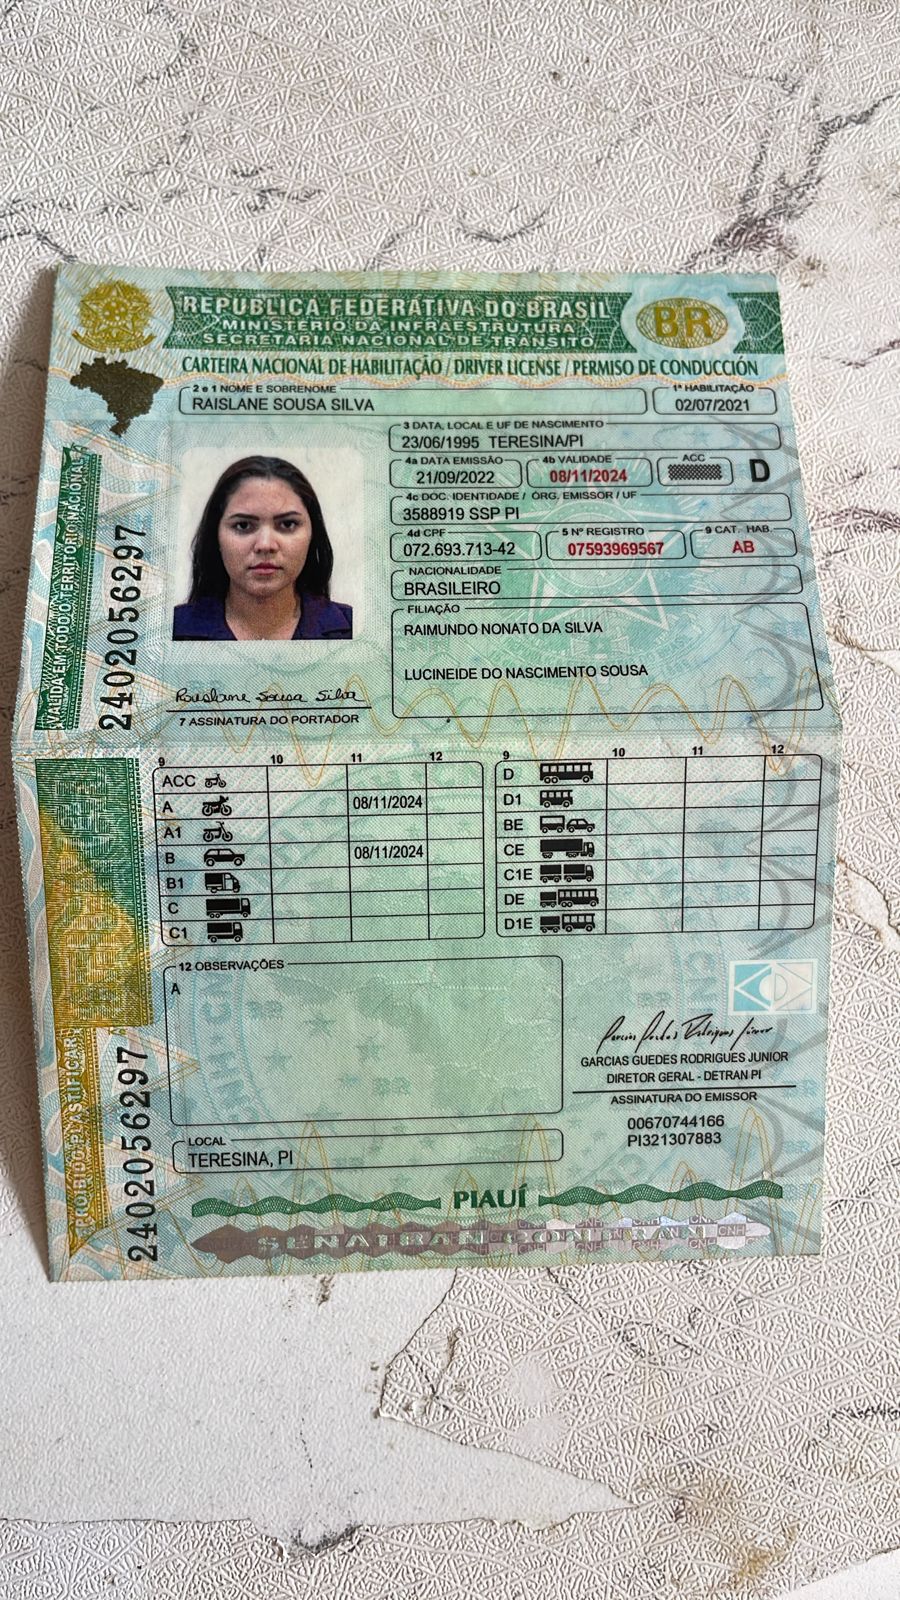 REPÚBLICA FEDERATIVA DO BRASIL
MINISTÉRIO DA INFRAESTRUTURA
SECRETARIA NACIONAL DE TRÂNSITO
BR
CARTEIRA NACIONAL DE HABILITAÇÃO / DRIVER LICENSE / PERMISO DE CONDUCCIÓN
2 e 1 NOME E SOBRENOME
RAISLANE SOUSA SILVA
1ª HABILITAÇÃO
02/07/2021
3 DATA, LOCAL E UF DE NASCIMENTO
23/06/1995 TERESINA/PI
4a DATA EMISSÃO
21/09/2022
4b VALIDADE
08/11/2024
ACC
D
4c DOC. IDENTIDADE / ÓRG. EMISSOR / UF
3588919 SSP PI
4d CPF
072.693.713-42
5 Nº REGISTRO
07593969567
9 CAT. HAB.
AB
NACIONALIDADE
BRASILEIRO
FILIAÇÃO
RAIMUNDO NONATO DA SILVA
LUCINEIDE DO NASCIMENTO SOUSA
Raislane Sousa Silva
7 ASSINATURA DO PORTADOR
VÁLIDA EM TODO O TERRITÓRIO NACIONAL
2402056297
9 10 11 12
ACC
A 08/11/2024
A1
B 08/11/2024
B1
C
C1
9 10 11 12
D
D1
BE
CE
C1E
DE
D1E
12 OBSERVAÇÕES
A
GARCIAS GUEDES RODRIGUES JUNIOR
DIRETOR GERAL - DETRAN PI
ASSINATURA DO EMISSOR
00670744166
PI321307883
LOCAL
TERESINA, PI
PROIBIDO PLASTIFICAR
2402056297
PIAUÍ
SENATRAN CONTRAN